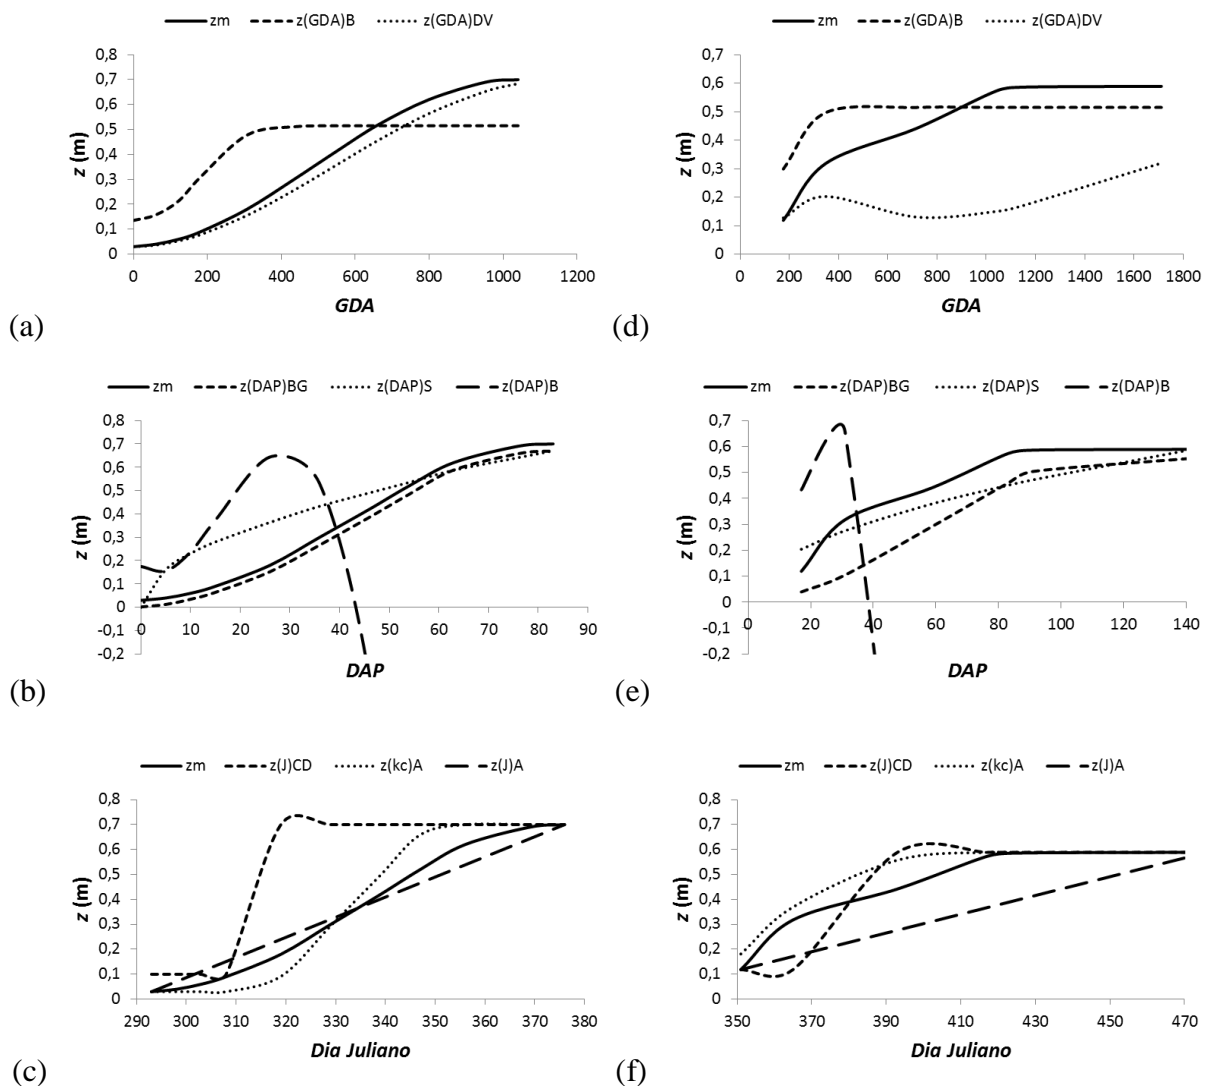 zm z(GDA)B z(GDA)DV
0,8
0,7
0,6
0,5
0,4
0,3
0,2
0,1
0
z (m)
0 200 400 600 800 1000 1200
GDA
(a)
zm z(GDA)B z(GDA)DV
0,7
0,6
0,5
0,4
0,3
0,2
0,1
0
z (m)
0 200 400 600 800 1000 1200 1400 1600 1800
GDA
(d)
zm z(DAP)BG z(DAP)S z(DAP)B
0,8
0,7
0,6
0,5
0,4
0,3
0,2
0,1
0
-0,1
-0,2
z (m)
0 10 20 30 40 50 60 70 80 90
DAP
(b)
zm z(DAP)BG z(DAP)S z(DAP)B
0,7
0,6
0,5
0,4
0,3
0,2
0,1
0
-0,1
-0,2
z (m)
0 20 40 60 80 100 120 140
DAP
(e)
zm z(J)CD z(kc)A z(J)A
0,8
0,7
0,6
0,5
0,4
0,3
0,2
0,1
0
z (m)
290 300 310 320 330 340 350 360 370 380
Dia Juliano
(c)
zm z(J)CD z(kc)A z(J)A
0,8
0,7
0,6
0,5
0,4
0,3
0,2
0,1
0
z (m)
350 370 390 410 430 450 470
Dia Juliano
(f)